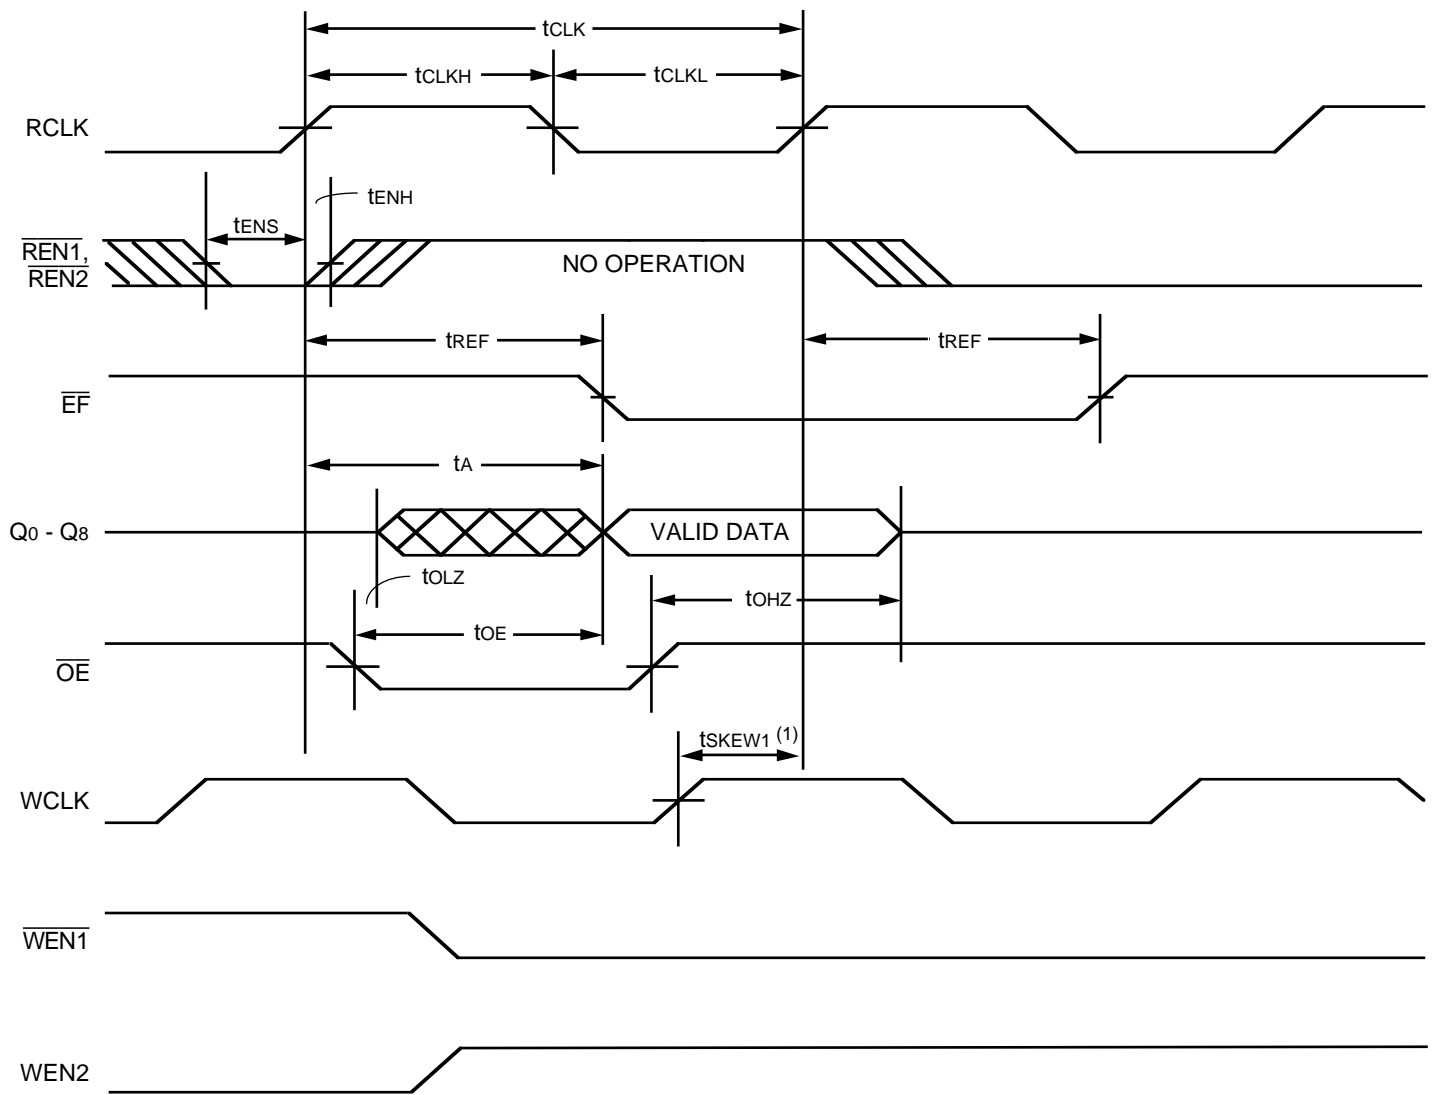 tCLK
tCLKH
tCLKL
RCLK
tENH
tENS
REN1,
REN2
NO OPERATION
tREF
tREF
EF
tA
Q0 - Q8
VALID DATA
tOLZ
tOHZ
tOE
OE
tSKEW1 (1)
WCLK
WEN1
WEN2